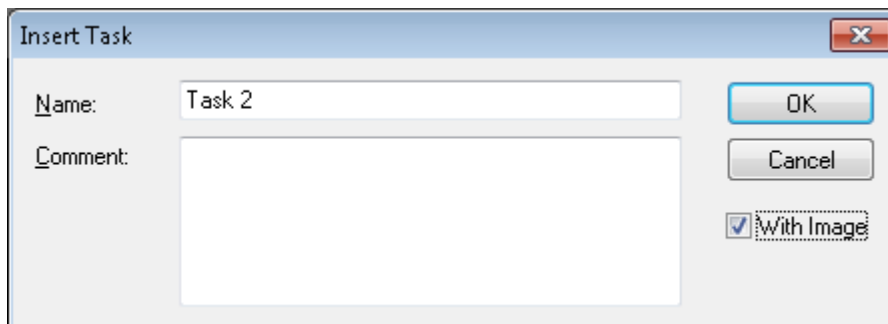 Insert Task
Name:
Task 2
OK
Comment:
Cancel
With Image